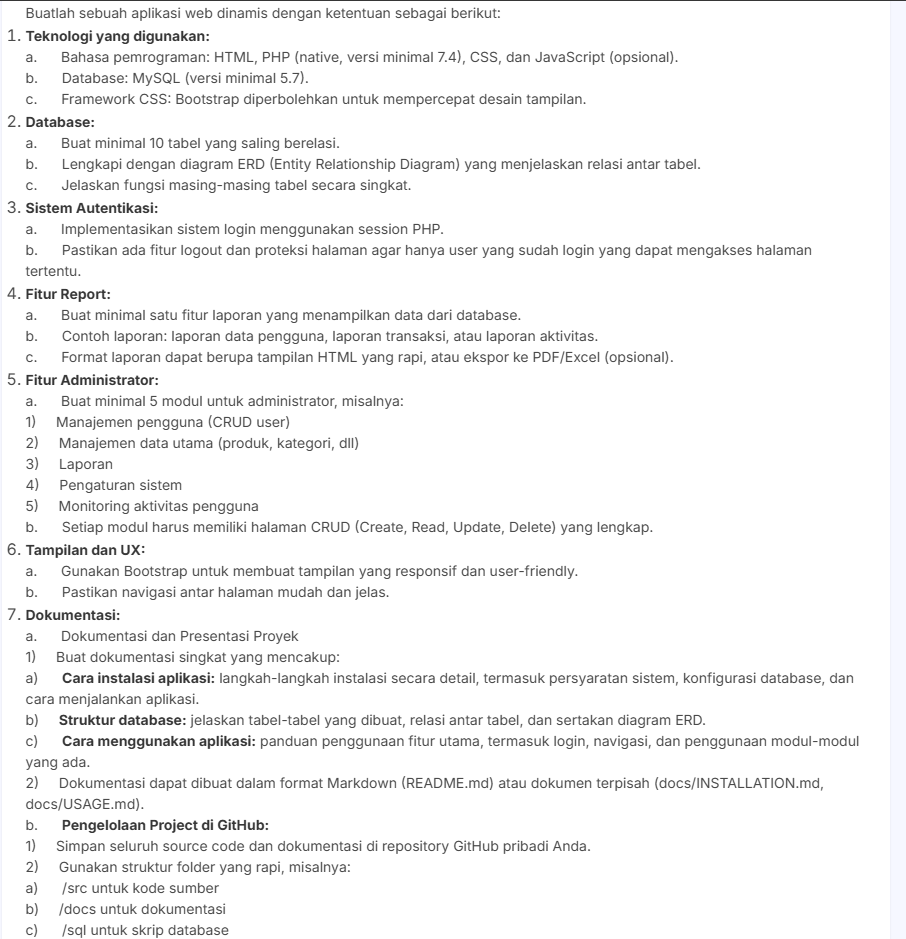 Buatlah sebuah aplikasi web dinamis dengan ketentuan sebagai berikut:
1. Teknologi yang digunakan:
a. Bahasa pemrograman: HTML, PHP (native, versi minimal 7.4), CSS, dan JavaScript (opsional).
b. Database: MySQL (versi minimal 5.7).
c. Framework CSS: Bootstrap diperbolehkan untuk mempercepat desain tampilan.
2. Database:
a. Buat minimal 10 tabel yang saling berelasi.
b. Lengkapi dengan diagram ERD (Entity Relationship Diagram) yang menjelaskan relasi antar tabel.
c. Jelaskan fungsi masing-masing tabel secara singkat.
3. Sistem Autentikasi:
a. Implementasikan sistem login menggunakan session PHP.
b. Pastikan ada fitur logout dan proteksi halaman agar hanya user yang sudah login yang dapat mengakses halaman
tertentu.
4. Fitur Report:
a. Buat minimal satu fitur laporan yang menampilkan data dari database.
b. Contoh laporan: laporan data pengguna, laporan transaksi, atau laporan aktivitas.
c. Format laporan dapat berupa tampilan HTML yang rapi, atau ekspor ke PDF/Excel (opsional).
5. Fitur Administrator:
a. Buat minimal 5 modul untuk administrator, misalnya:
1) Manajemen pengguna (CRUD user)
2) Manajemen data utama (produk, kategori, dll)
3) Laporan
4) Pengaturan sistem
5) Monitoring aktivitas pengguna
b. Setiap modul harus memiliki halaman CRUD (Create, Read, Update, Delete) yang lengkap.
6. Tampilan dan UX:
a. Gunakan Bootstrap untuk membuat tampilan yang responsif dan user-friendly.
b. Pastikan navigasi antar halaman mudah dan jelas.
7. Dokumentasi:
a. Dokumentasi dan Presentasi Proyek
1) Buat dokumentasi singkat yang mencakup:
a) Cara instalasi aplikasi: langkah-langkah instalasi secara detail, termasuk persyaratan sistem, konfigurasi database, dan
cara menjalankan aplikasi.
b) Struktur database: jelaskan tabel-tabel yang dibuat, relasi antar tabel, dan sertakan diagram ERD.
c) Cara menggunakan aplikasi: panduan penggunaan fitur utama, termasuk login, navigasi, dan penggunaan modul-modul
yang ada.
2) Dokumentasi dapat dibuat dalam format Markdown (README.md) atau dokumen terpisah (docs/INSTALLATION.md,
docs/USAGE.md).
b. Pengelolaan Project di GitHub:
1) Simpan seluruh source code dan dokumentasi di repository GitHub pribadi Anda.
2) Gunakan struktur folder yang rapi, misalnya:
a) /src untuk kode sumber
b) /docs untuk dokumentasi
c) /sql untuk skrip database